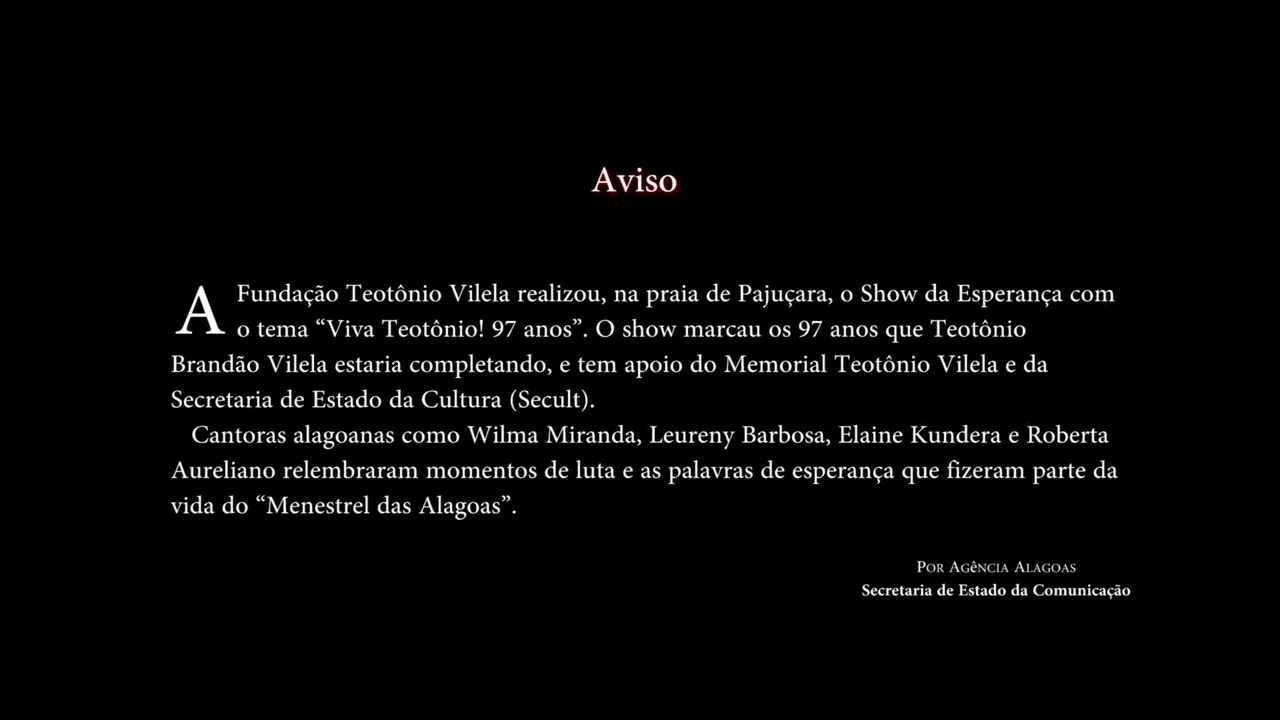 Aviso
A Fundação Teotônio Vilela realizou, na praia de Pajuçara, o Show da Esperança com
o tema “Viva Teotônio! 97 anos”. O show marcau os 97 anos que Teotônio
Brandão Vilela estaria completando, e tem apoio do Memorial Teotônio Vilela e da
Secretaria de Estado da Cultura (Secult).
Cantoras alagoanas como Wilma Miranda, Leureny Barbosa, Elaine Kundera e Roberta
Aureliano relembraram momentos de luta e as palavras de esperança que fizeram parte da
vida do “Menestrel das Alagoas”.
Por Agência Alagoas
Secretaria de Estado da Comunicação